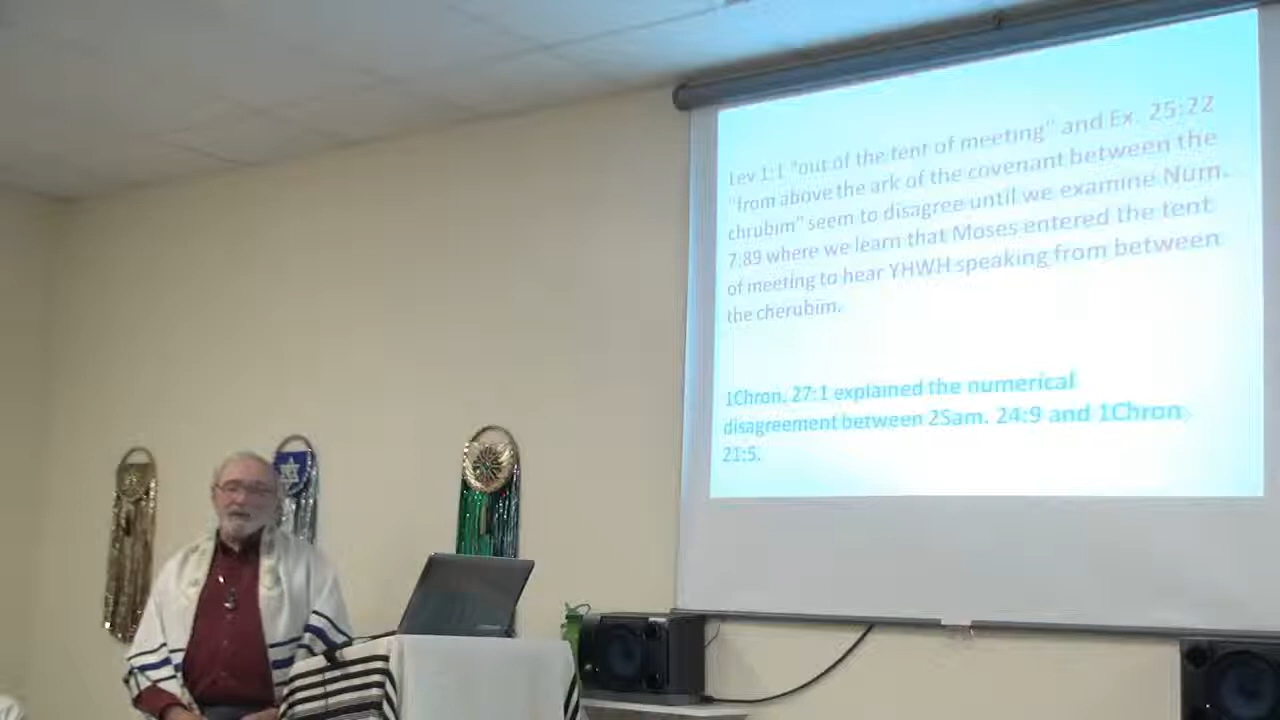 Lev 1:1 "out of the tent of meeting" and Ex. 25:22
"from above the ark of the covenant between the
chrubim" seem to disagree until we examine Num.
7:89 where we learn that Moses entered the tent
of meeting to hear YHWH speaking from between
the cherubim.
1Chron. 27:1 explained the numerical
disagreement between 2Sam. 24:9 and 1Chron
21:5.